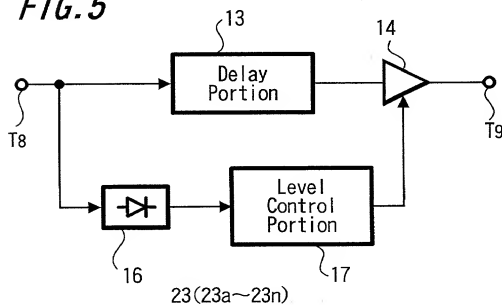 FIG.5
13
14
Delay
Portion
T8
T9
Level
Control
Portion
16
17
23(23a～23n)